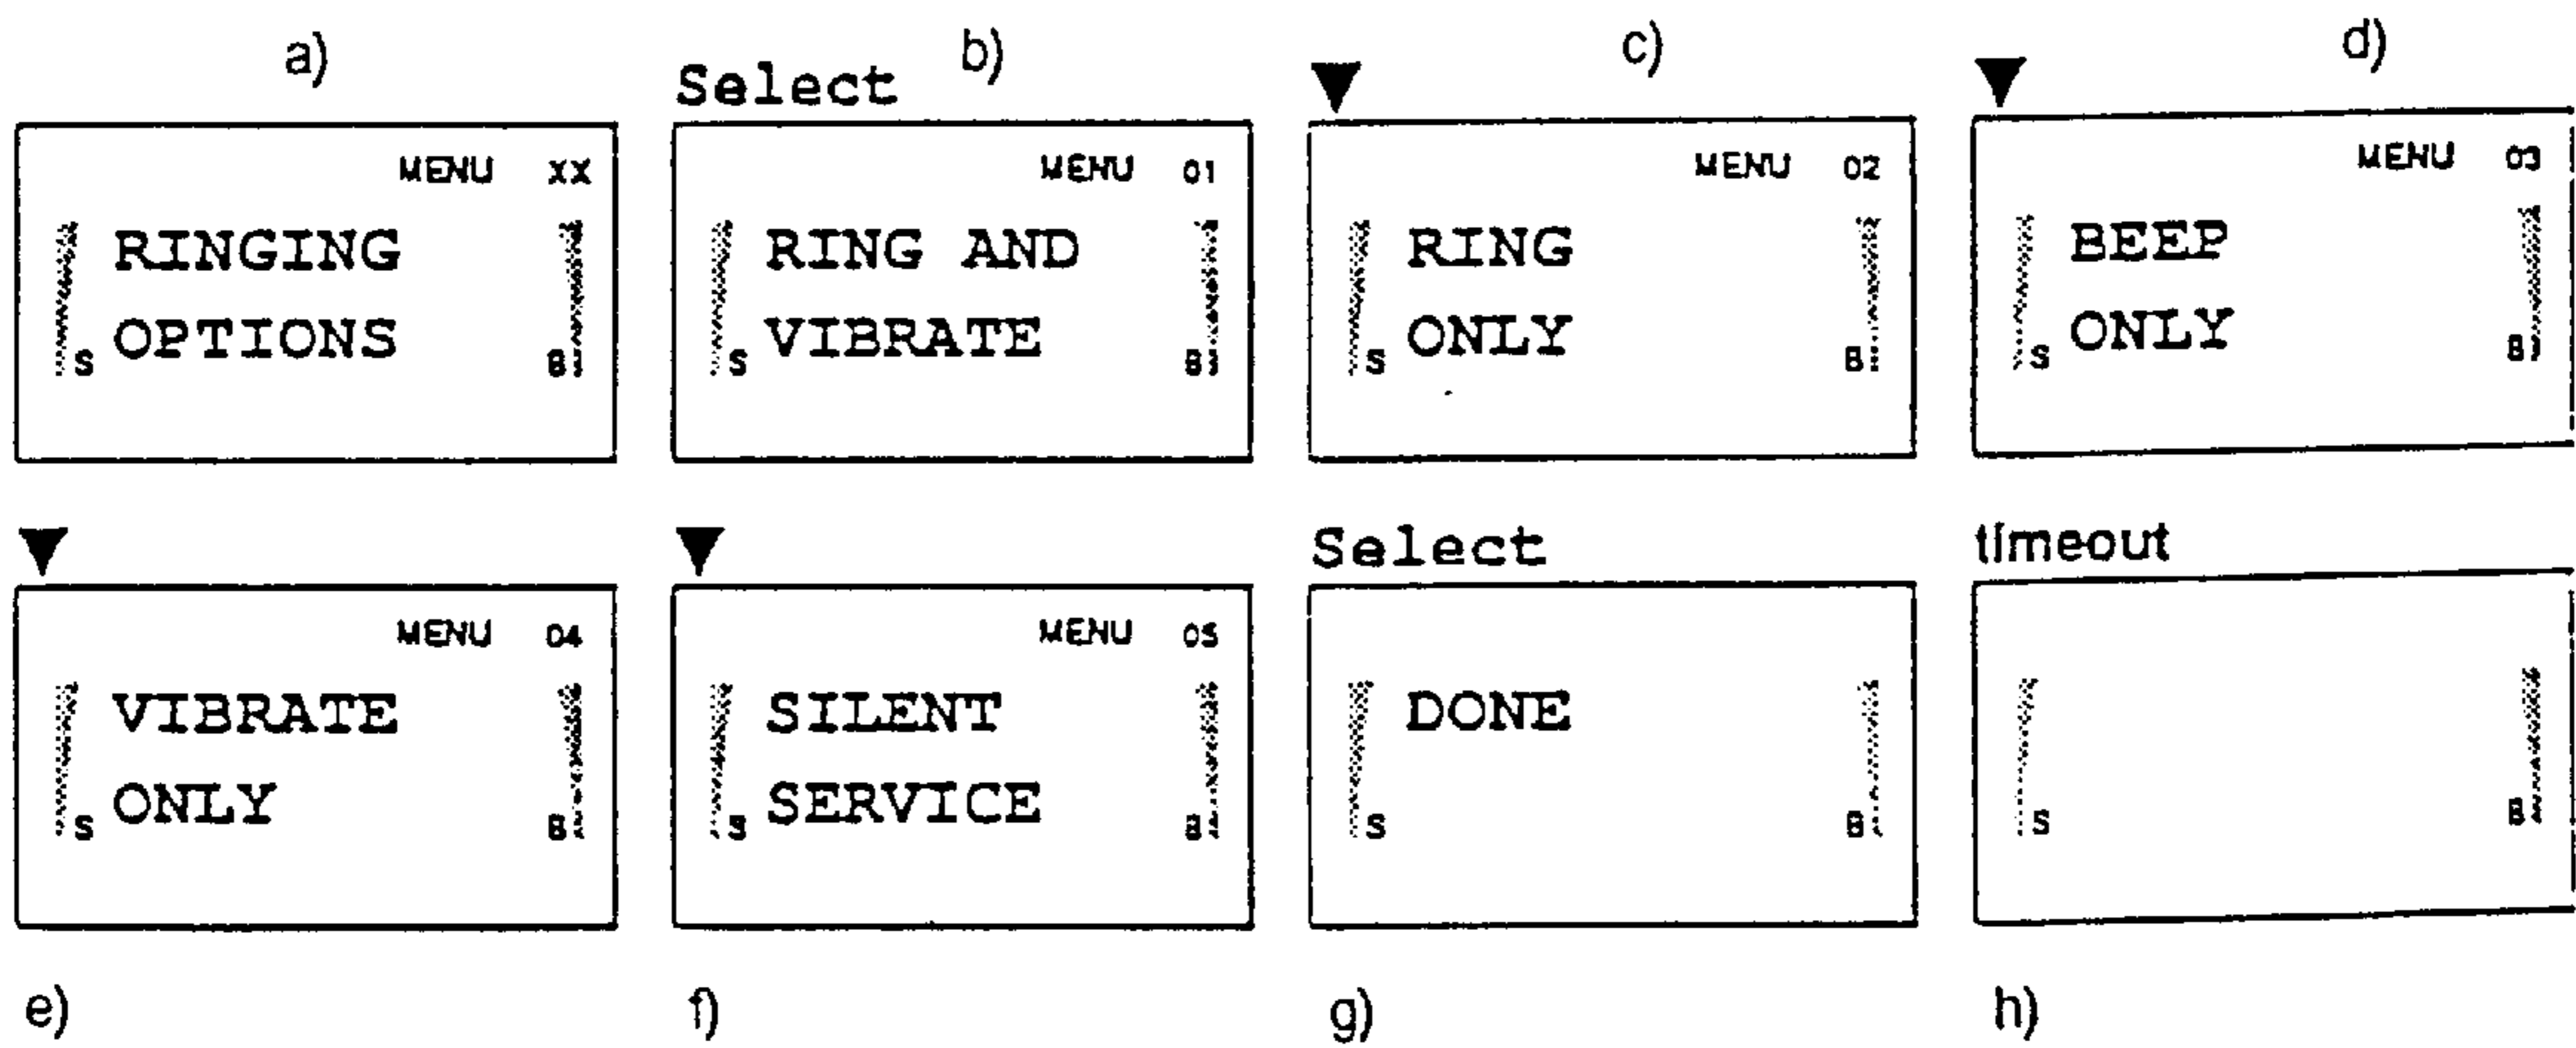 a)
b)
c)
d)
Select
▼
▼
MENU XX
RINGING
OPTIONS
S B
MENU 01
RING AND
VIBRATE
S B
MENU 02
RING
ONLY
S B
MENU 03
BEEP
ONLY
S B
▼
▼
Select
timeout
MENU 04
VIBRATE
ONLY
S B
MENU 05
SILENT
SERVICE
S B
DONE
S B
S B
e)
f)
g)
h)